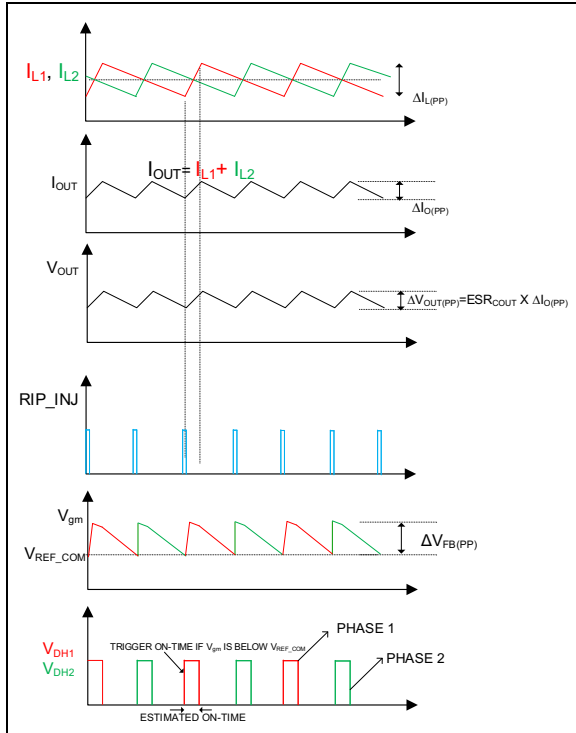 IL1, IL2
ΔIL(PP)
IOUT= IL1+ IL2
IOUT
ΔIO(PP)
VOUT
ΔVOUT(PP)=ESRCOUT X ΔIO(PP)
RIP_INJ
Vgm
VREF_COM
ΔVFB(PP)
PHASE 1
TRIGGER ON-TIME IF Vgm IS BELOW VREF_COM
VDH1
VDH2
PHASE 2
ESTIMATED ON-TIME